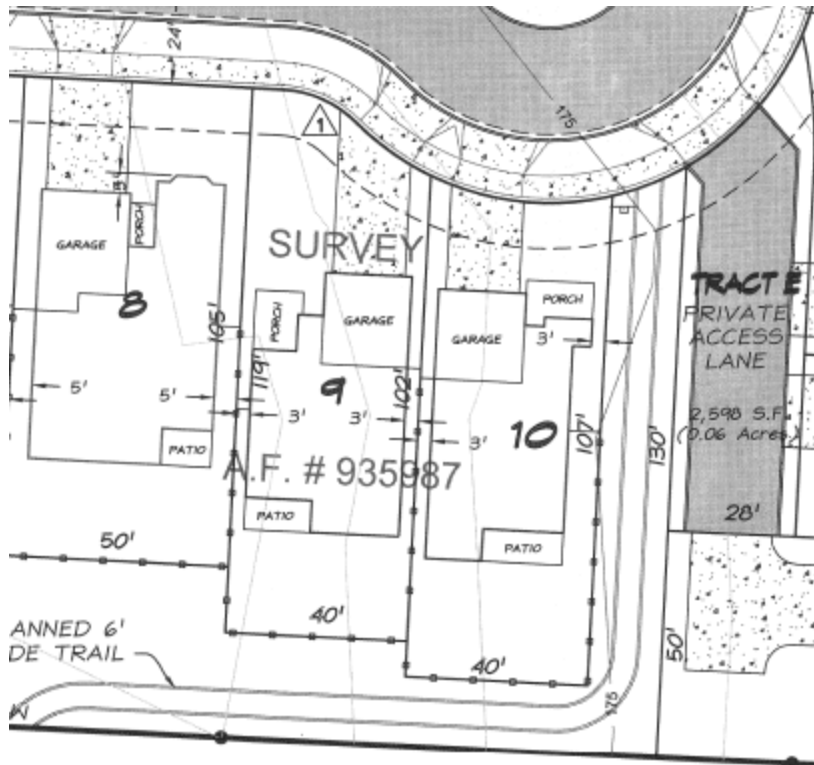 24'
175
1
3'
PORCH
GARAGE
SURVEY
TRACT E
PRIVATE
ACCESS
LANE
2,598 S.F.
(0.06 Acres)
28'
8
105'
5'
5'
PATIO
PORCH
GARAGE
119'
9
102'
3'
3'
A.F. # 935987
PATIO
PORCH
GARAGE
3'
10
107'
3'
PATIO
130'
50'
40'
40'
50'
ANNED 6'
DE TRAIL
175
W